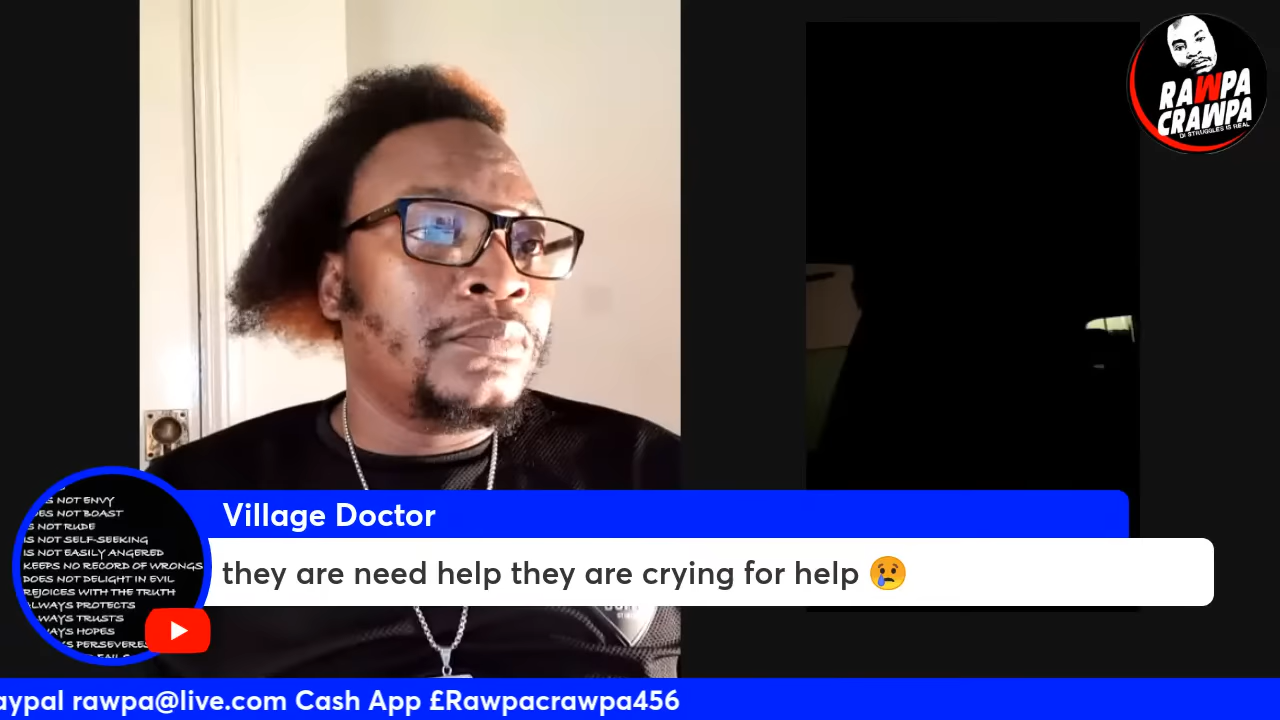 RAWPA
CRAWPA
DI STRUGGLES IS REAL
Village Doctor
they are need help they are crying for help 😢
S NOT ENVY
OES NOT BOAST
S NOT RUDE
IS NOT SELF-SEEKING
IS NOT EASILY ANGERED
KEEPS NO RECORD OF WRONGS
DOES NOT DELIGHT IN EVIL
REJOICES WITH THE TRUTH
ALWAYS PROTECTS
WAYS TRUSTS
AYS HOPES
S PERSEVERES
aypal rawpa@live.com Cash App £Rawpacrawpa456